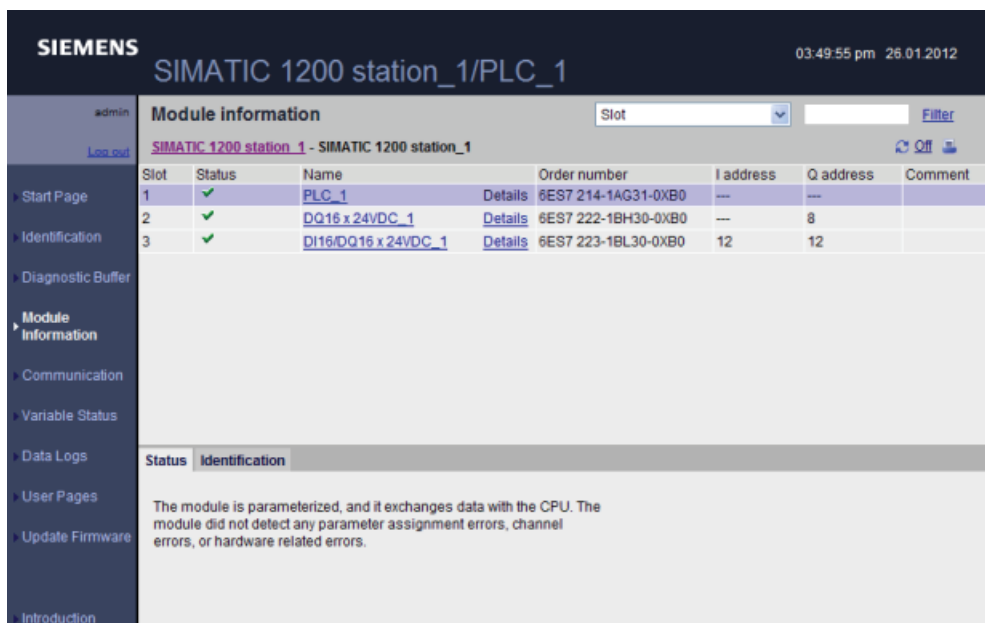 SIEMENS
SIMATIC 1200 station_1/PLC_1
03:49:55 pm 26.01.2012
admin
Log out
Module information
Slot
Filter
SIMATIC 1200 station_1 - SIMATIC 1200 station_1
Off
Start Page
Identification
Diagnostic Buffer
Module
Information
Communication
Variable Status
Data Logs
User Pages
Update Firmware
Introduction
Slot Status Name Order number I address Q address Comment
1 PLC_1 Details 6ES7 214-1AG31-0XB0 --- ---
2 DQ16 x 24VDC_1 Details 6ES7 222-1BH30-0XB0 --- 8
3 DI16/DQ16 x 24VDC_1 Details 6ES7 223-1BL30-0XB0 12 12
Status Identification
The module is parameterized, and it exchanges data with the CPU. The
module did not detect any parameter assignment errors, channel
errors, or hardware related errors.